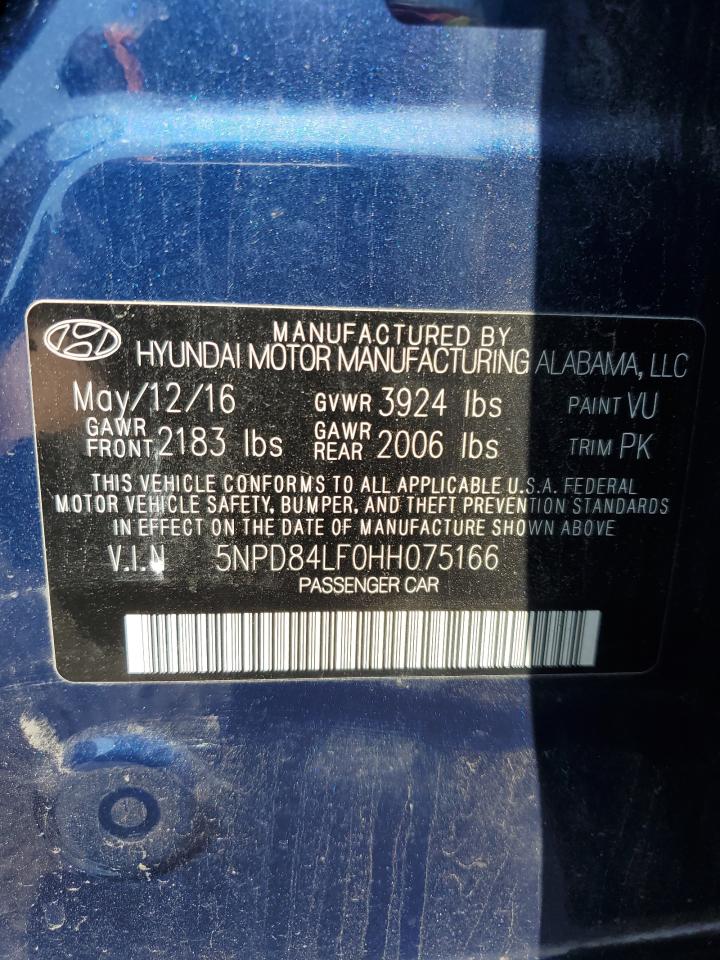 MANUFACTURED BY
HYUNDAI MOTOR MANUFACTURING ALABAMA, LLC
May/12/16 GVWR 3924 lbs PAINT VU
GAWR FRONT 2183 lbs GAWR REAR 2006 lbs TRIM PK
THIS VEHICLE CONFORMS TO ALL APPLICABLE U.S.A. FEDERAL
MOTOR VEHICLE SAFETY, BUMPER, AND THEFT PREVENTION STANDARDS
IN EFFECT ON THE DATE OF MANUFACTURE SHOWN ABOVE
V.I.N 5NPD84LF0HH075166
PASSENGER CAR